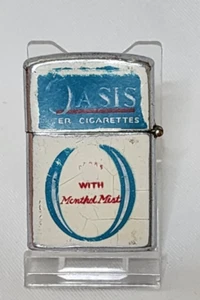 OASIS
ER CIGARETTES
WITH
Menthol Mist